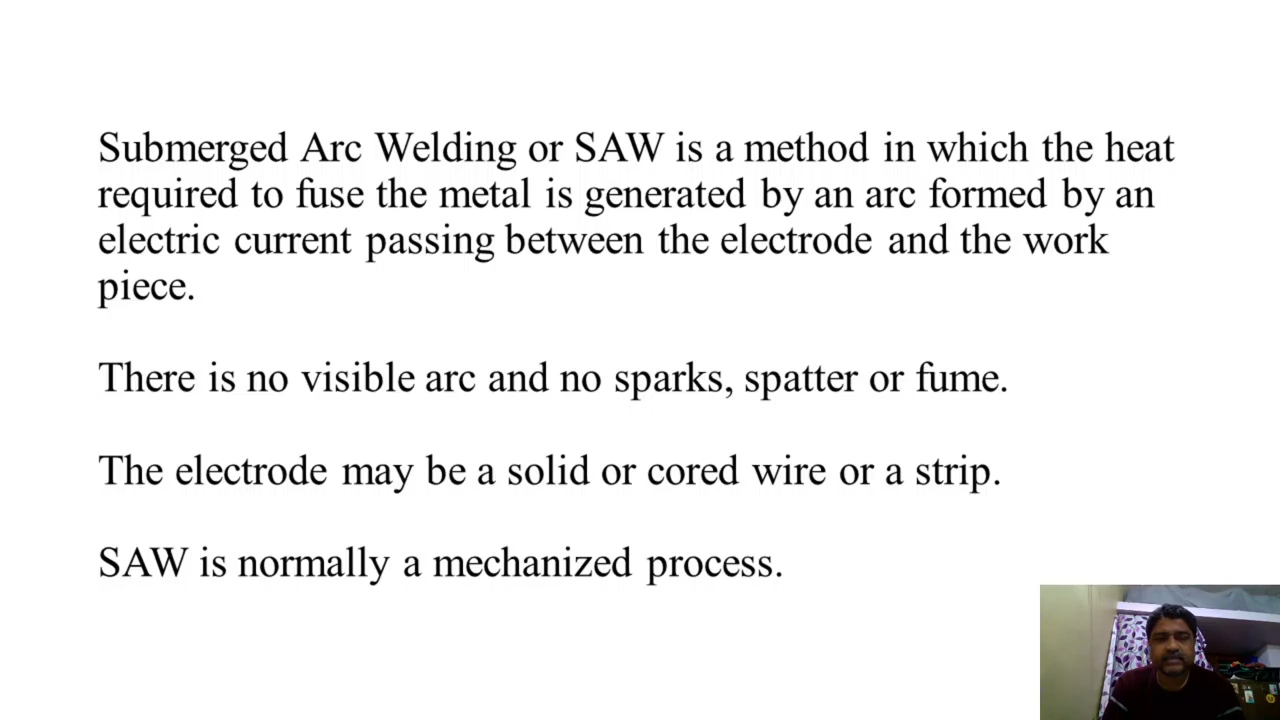 Submerged Arc Welding or SAW is a method in which the heat
required to fuse the metal is generated by an arc formed by an
electric current passing between the electrode and the work
piece.
There is no visible arc and no sparks, spatter or fume.
The electrode may be a solid or cored wire or a strip.
SAW is normally a mechanized process.